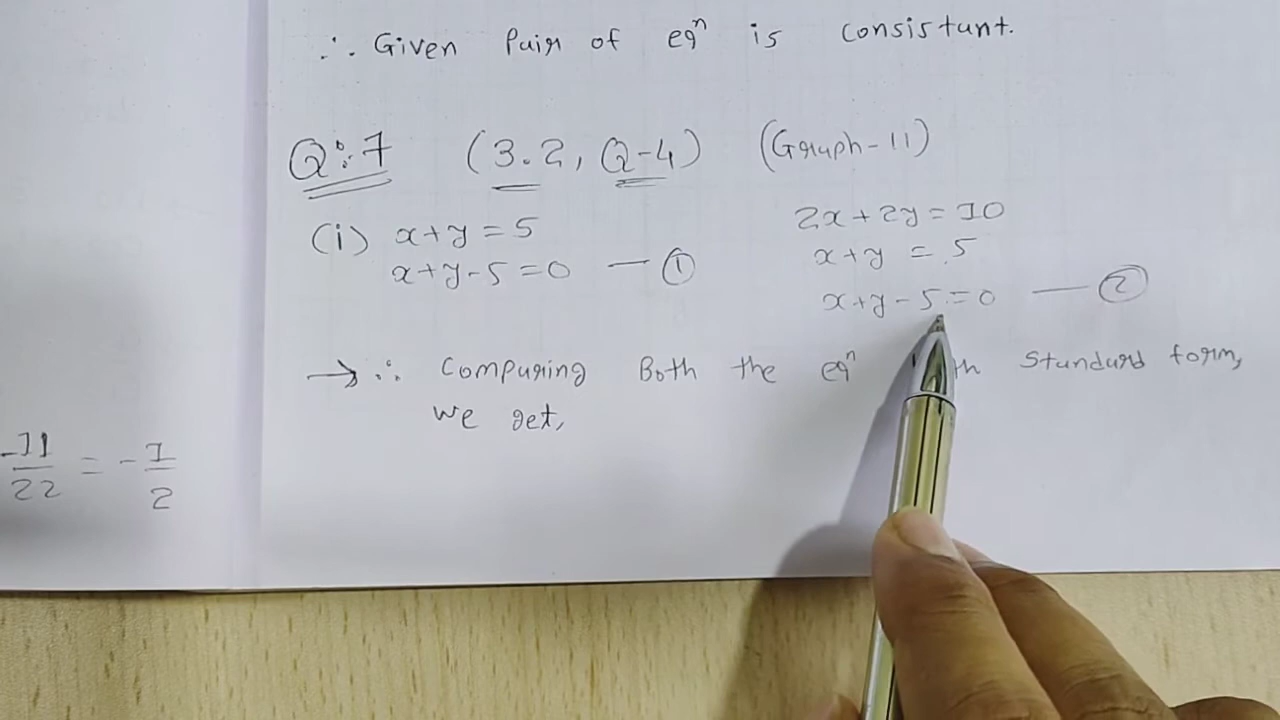 ∴ Given Pair of eqⁿ is consistant.
Q:7 (3.2, Q-4) (Graph-11)
(i) x+y=5
x+y-5=0 — ①
2x+2y=10
x+y=5
x+y-5=0 — ②
→ ∴ Comparing Both the eqⁿ standard form,
we get,
-11/22 = -1/2